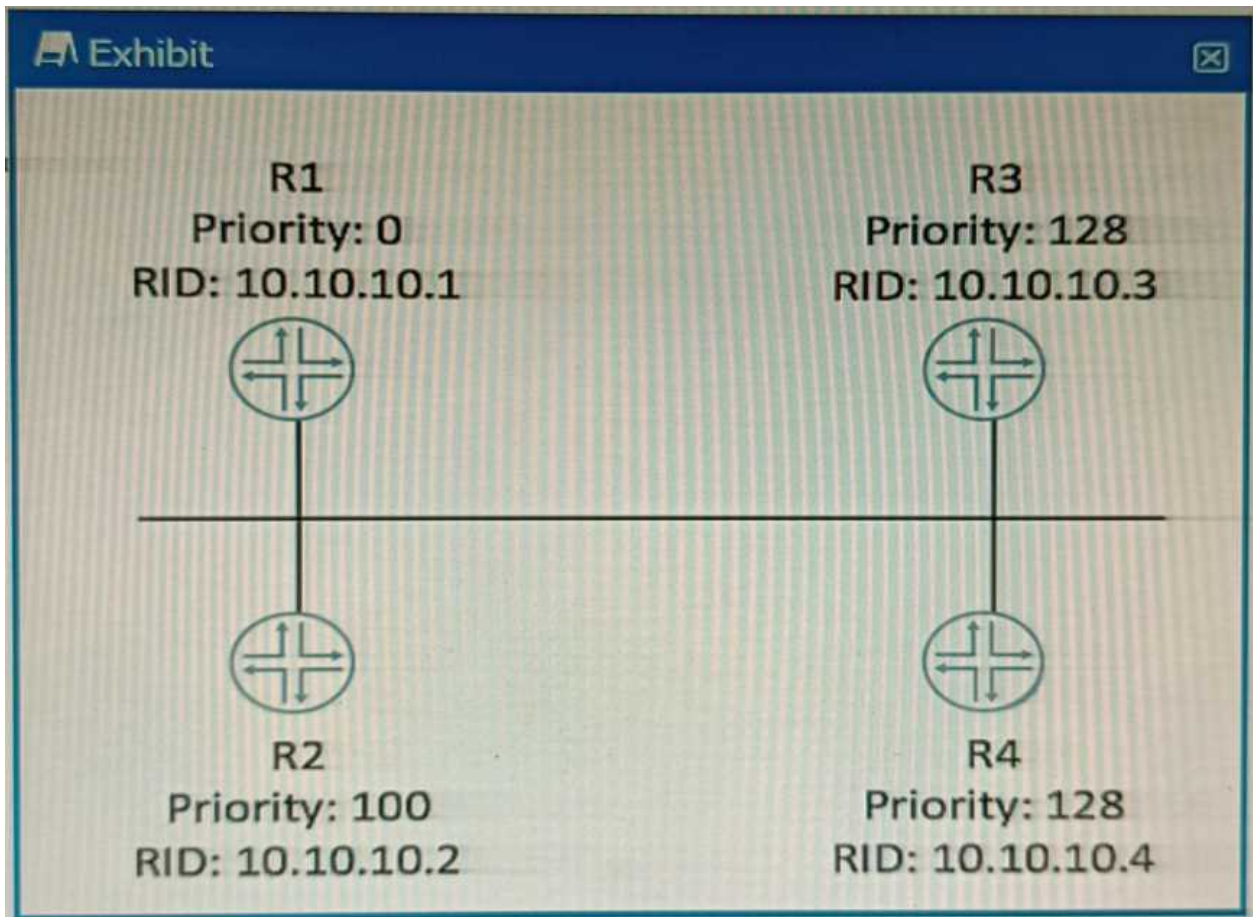 Exhibit
R1
Priority: 0
RID: 10.10.10.1
R3
Priority: 128
RID: 10.10.10.3
R2
Priority: 100
RID: 10.10.10.2
R4
Priority: 128
RID: 10.10.10.4